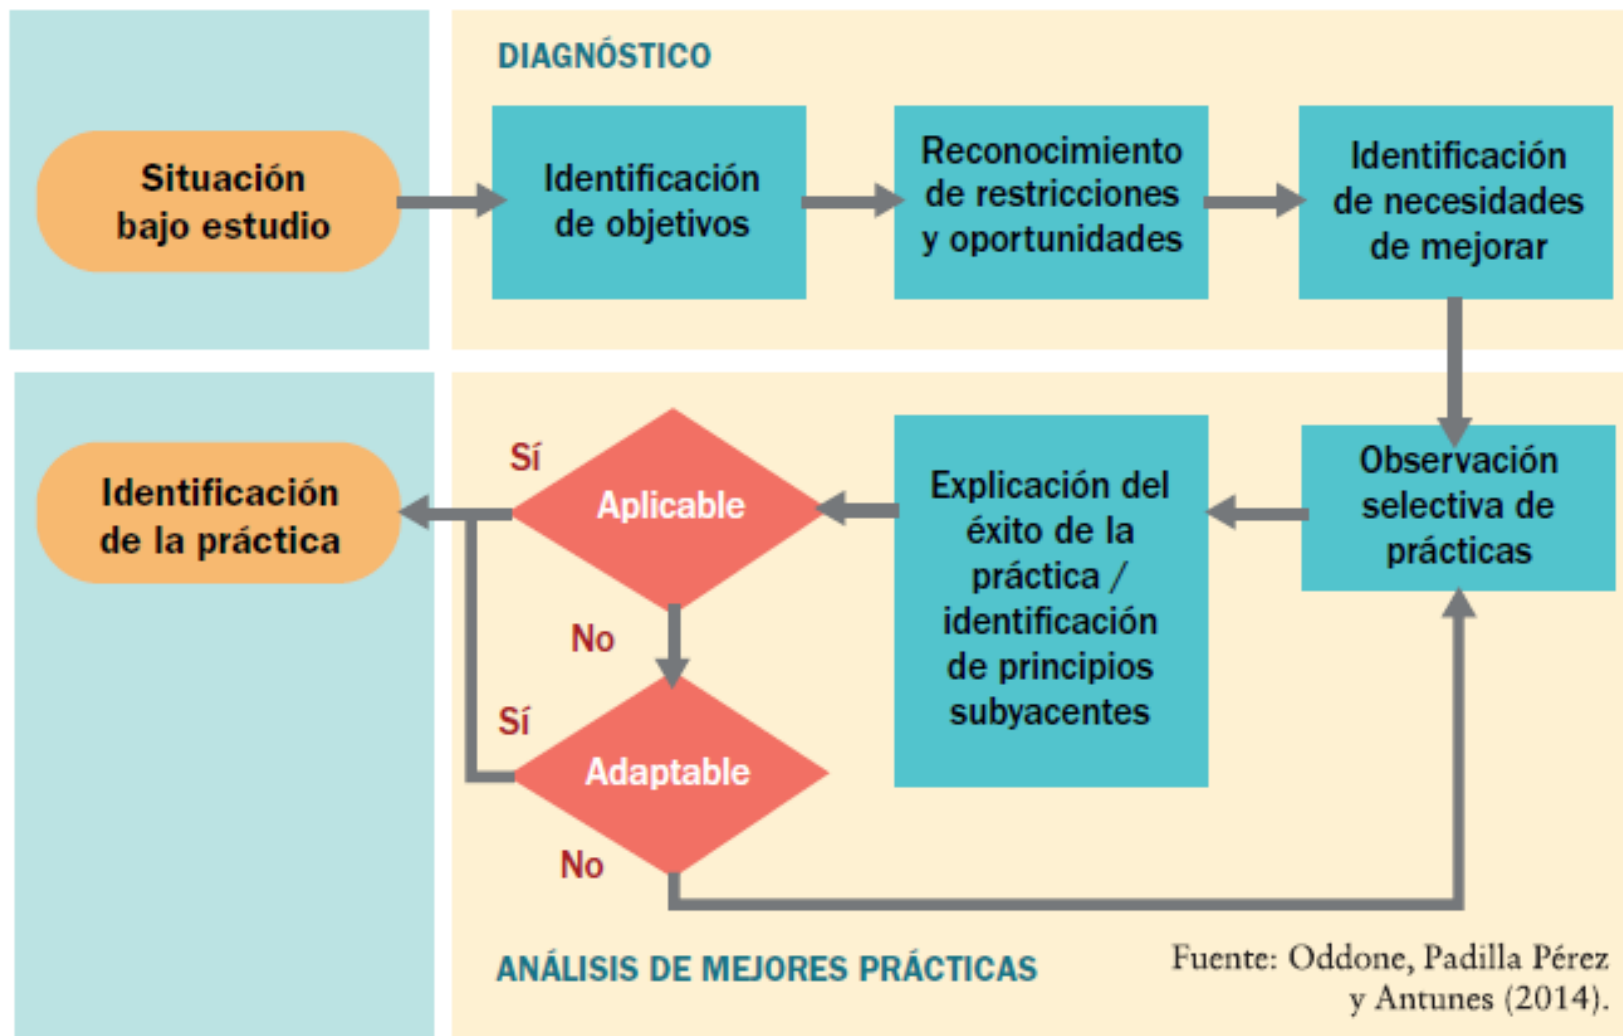 DIAGNÓSTICO
Situación
bajo estudio
Identificación
de objetivos
Reconocimiento
de restricciones
y oportunidades
Identificación
de necesidades
de mejorar
Observación
selectiva de
prácticas
Explicación del
éxito de la
práctica /
identificación
de principios
subyacentes
Aplicable
Sí
No
Adaptable
Sí
No
Identificación
de la práctica
ANÁLISIS DE MEJORES PRÁCTICAS
Fuente: Oddone, Padilla Pérez
y Antunes (2014).